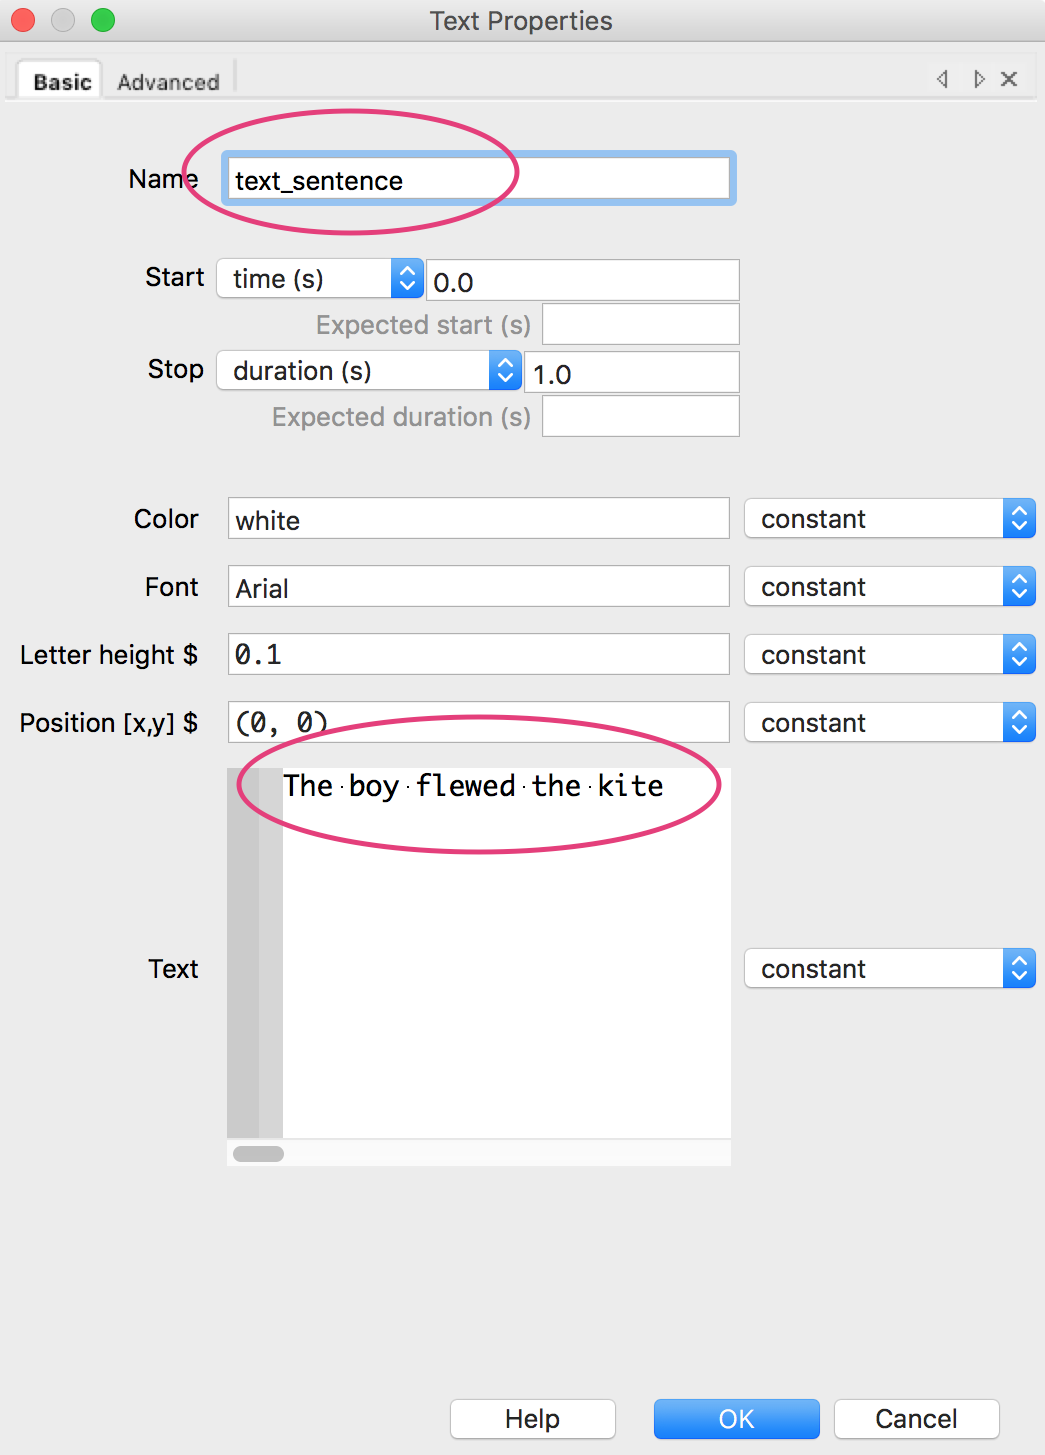 Text Properties
Basic Advanced
Name text_sentence
Start time (s) 0.0
Expected start (s)
Stop duration (s) 1.0
Expected duration (s)
Color white constant
Font Arial constant
Letter height $ 0.1 constant
Position [x,y] $ (0, 0) constant
The·boy·flewed·the·kite
Text constant
Help OK Cancel